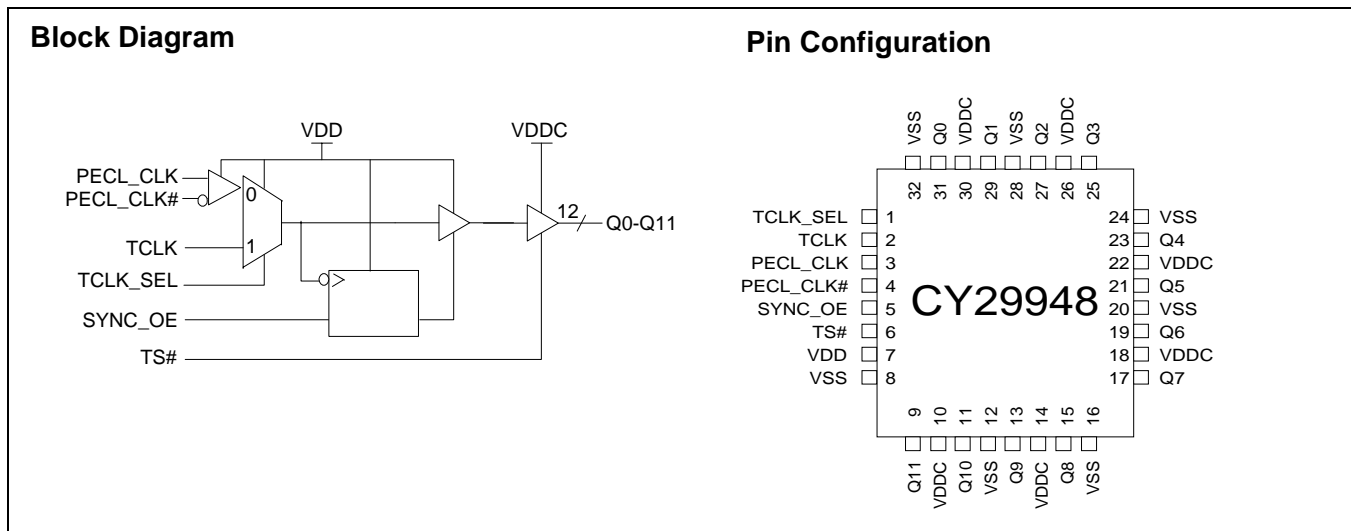 Block Diagram
VDD
VDDC
PECL_CLK
PECL_CLK#
0
12
Q0-Q11
TCLK
1
TCLK_SEL
>
SYNC_OE
TS#
Pin Configuration
VSS
Q0
VDDC
Q1
VSS
Q2
VDDC
Q3
32
31
30
29
28
27
26
25
TCLK_SEL 1
TCLK 2
PECL_CLK 3
PECL_CLK# 4
SYNC_OE 5
TS# 6
VDD 7
VSS 8
CY29948
24 VSS
23 Q4
22 VDDC
21 Q5
20 VSS
19 Q6
18 VDDC
17 Q7
9
10
11
12
13
14
15
16
Q11
VDDC
Q10
VSS
Q9
VDDC
Q8
VSS